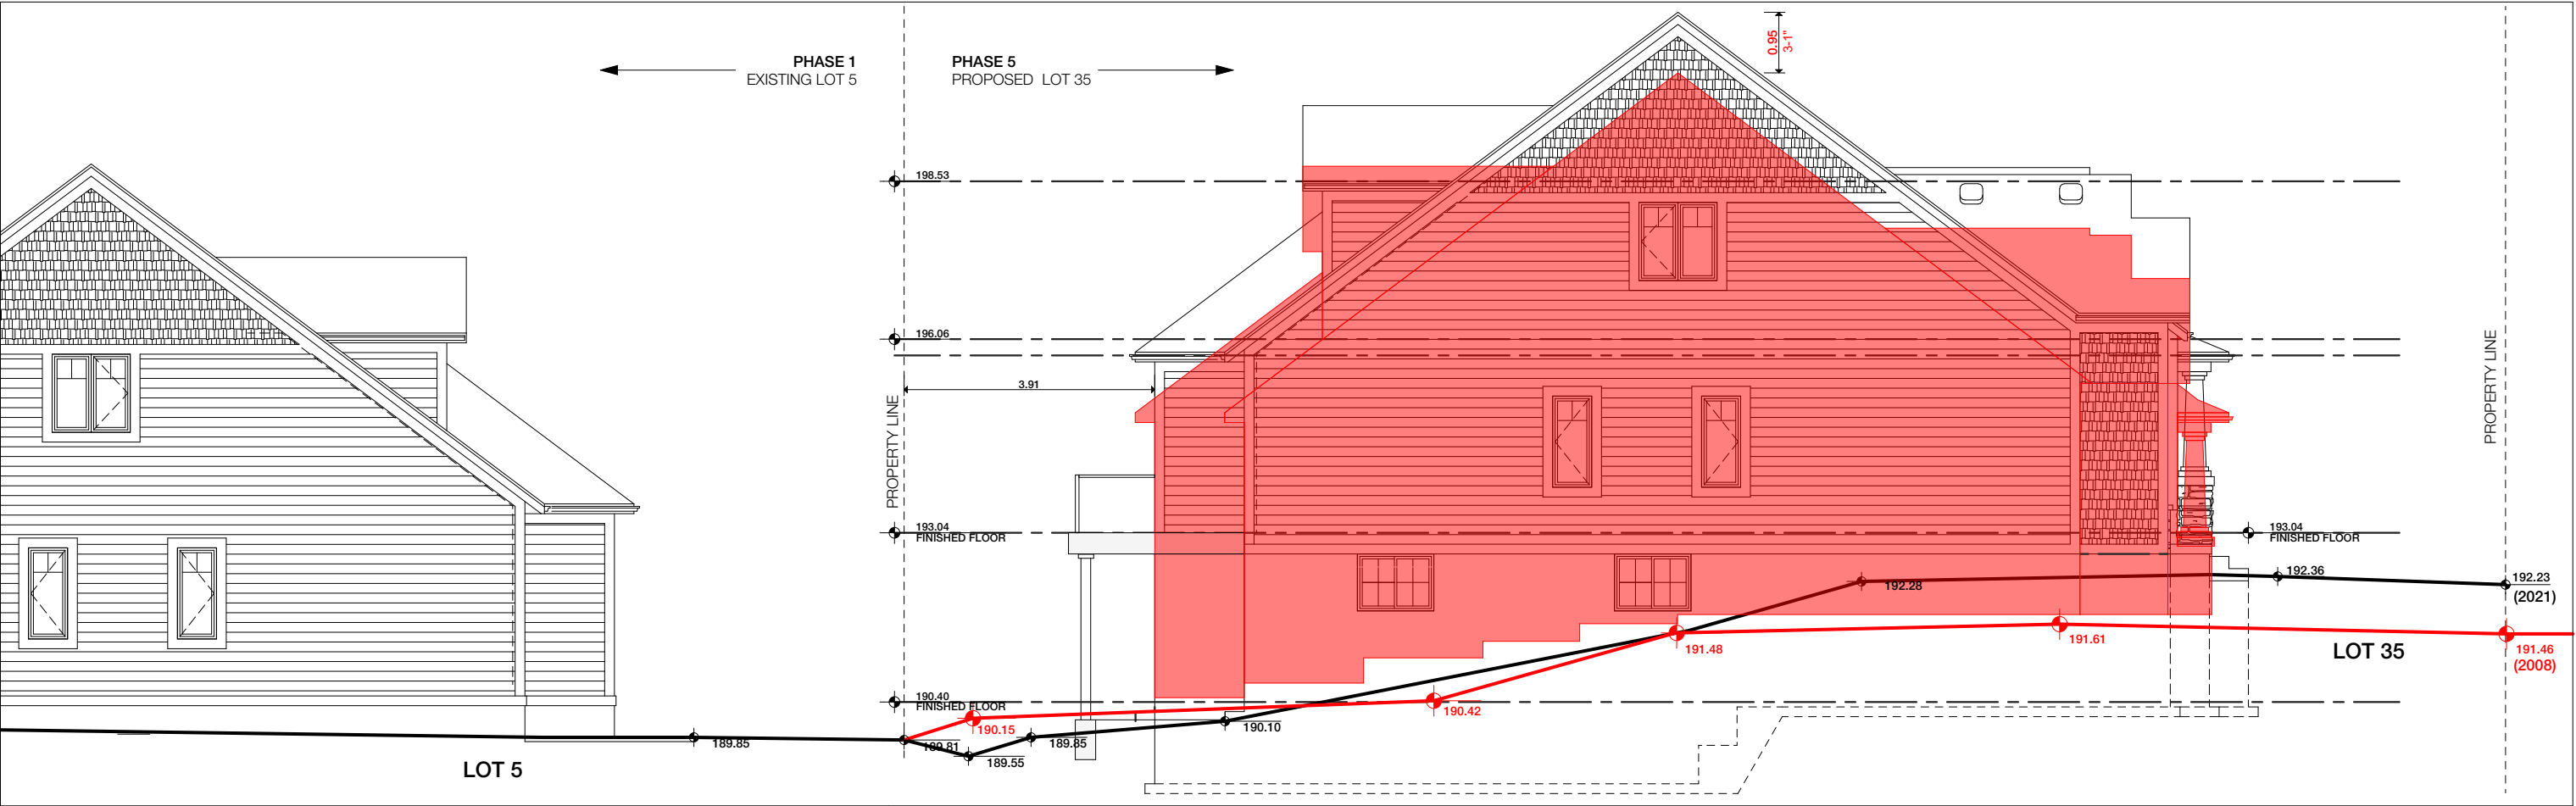 PHASE 1
EXISTING LOT 5
PHASE 5
PROPOSED LOT 35
0.95
3-1"
198.53
196.06
3.91
PROPERTY LINE
PROPERTY LINE
193.04
FINISHED FLOOR
193.04
FINISHED FLOOR
192.28
192.36
192.23
(2021)
191.48
191.61
LOT 35
191.46
(2008)
190.40
FINISHED FLOOR
190.42
190.15
190.10
189.85
189.81
189.85
189.55
LOT 5